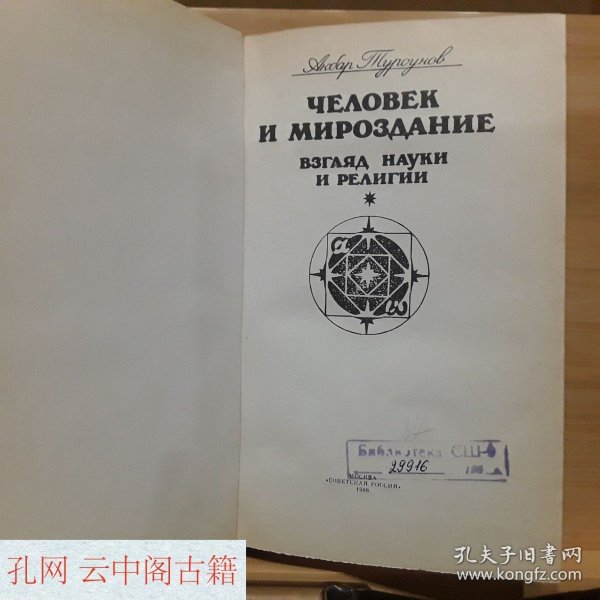 Акбар Турсунов
ЧЕЛОВЕК
И МИРОЗДАНИЕ
ВЗГЛЯД НАУКИ
И РЕЛИГИИ
α
ω
Библиотека СШ
29916
МОСКВА
«СОВЕТСКАЯ РОССИЯ»
1986
孔网 云中阁古籍
孔夫子旧书网
www.kongfz.com